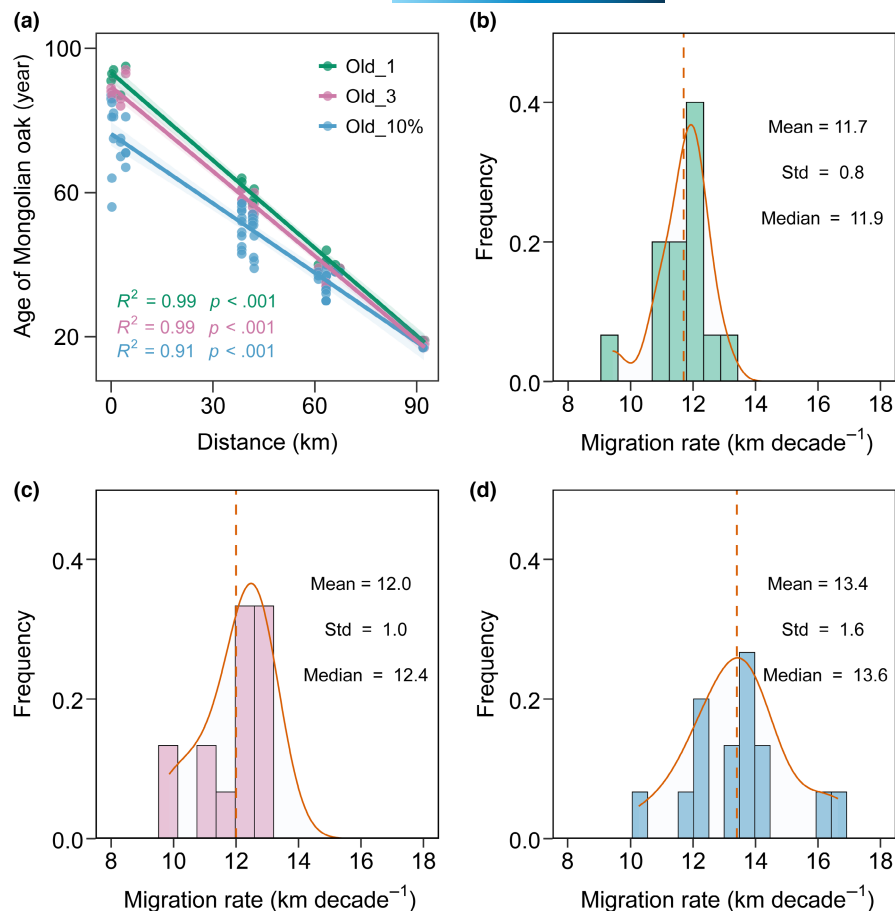 (a)
Age of Mongolian oak (year)
100
60
20
Old_1
Old_3
Old_10%
R² = 0.99 p < .001
R² = 0.99 p < .001
R² = 0.91 p < .001
0 30 60 90
Distance (km)
(b)
Frequency
0.4
0.2
0.0
Mean = 11.7
Std = 0.8
Median = 11.9
8 10 12 14 16 18
Migration rate (km decade⁻¹)
(c)
Frequency
0.4
0.2
0.0
Mean = 12.0
Std = 1.0
Median = 12.4
8 10 12 14 16 18
Migration rate (km decade⁻¹)
(d)
Frequency
0.4
0.2
0.0
Mean = 13.4
Std = 1.6
Median = 13.6
8 10 12 14 16 18
Migration rate (km decade⁻¹)